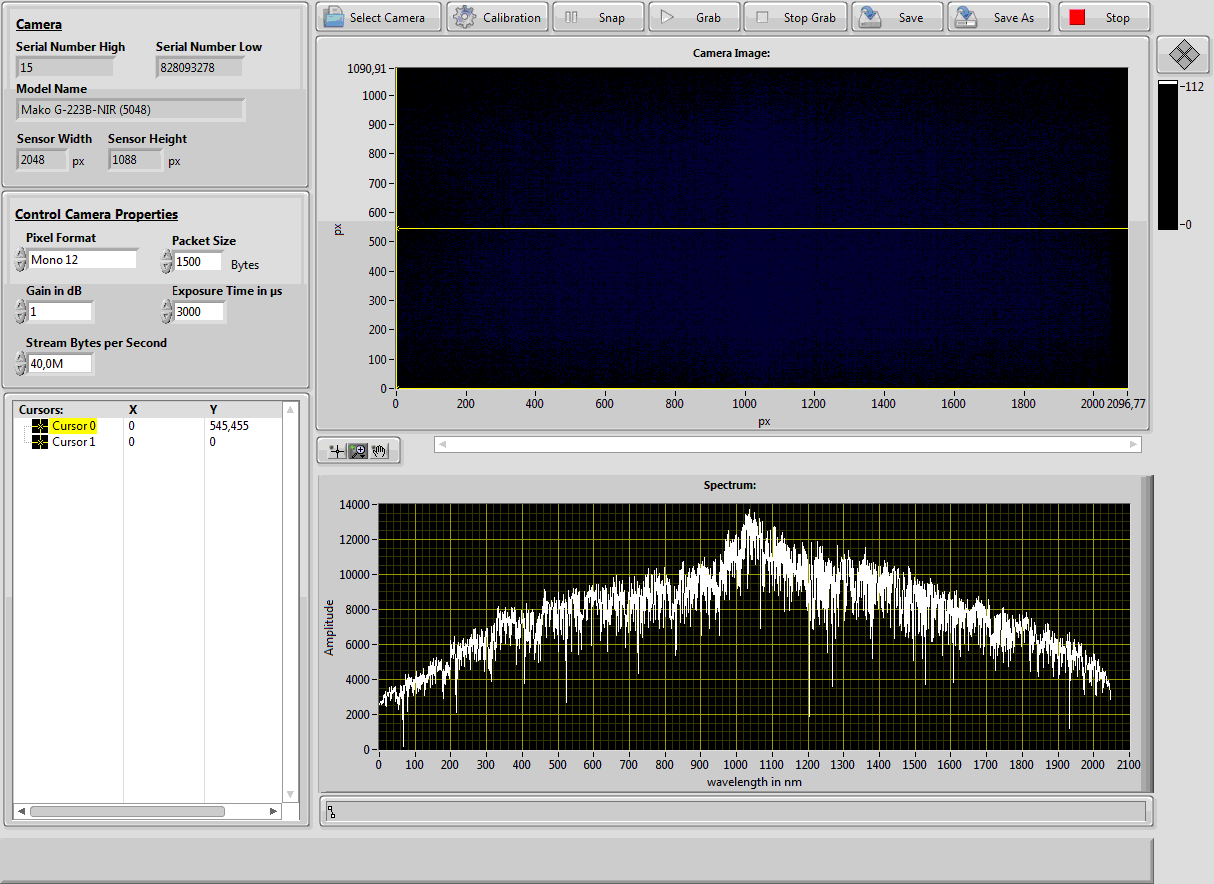 Select Camera
Calibration
Snap
Grab
Stop Grab
Save
Save As
Stop
Camera
Serial Number High
Serial Number Low
15
828093278
Model Name
Mako G-223B-NIR (5048)
Sensor Width
Sensor Height
2048 px
1088 px
Control Camera Properties
Pixel Format
Packet Size
Mono 12
1500 Bytes
Gain in dB
Exposure Time in µs
1
3000
Stream Bytes per Second
40,0M
Cursors: X Y
Cursor 0 0 545,455
Cursor 1 0 0
Camera Image:
1090,91
1000
900
800
700
600
500
400
300
200
100
0
px
0 200 400 600 800 1000 1200 1400 1600 1800 2000 2096,77
px
112
0
Spectrum:
14000
12000
10000
8000
6000
4000
2000
0
Amplitude
0 100 200 300 400 500 600 700 800 900 1000 1100 1200 1300 1400 1500 1600 1700 1800 1900 2000 2100
wavelength in nm